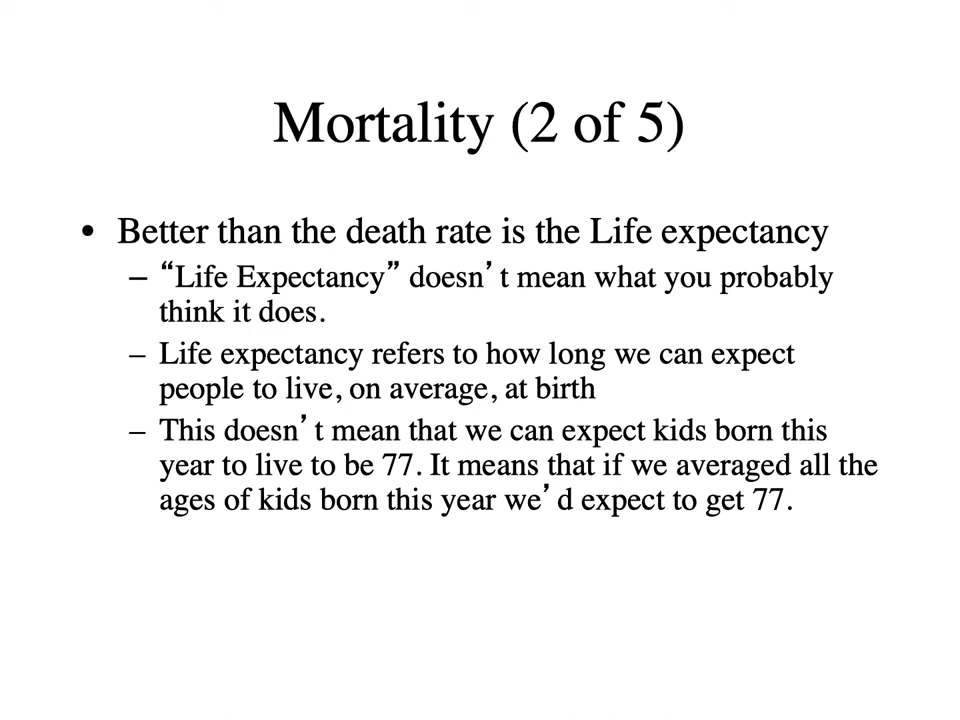 Mortality (2 of 5)
• Better than the death rate is the Life expectancy
– “Life Expectancy” doesn’t mean what you probably
think it does.
– Life expectancy refers to how long we can expect
people to live, on average, at birth
– This doesn’t mean that we can expect kids born this
year to live to be 77. It means that if we averaged all the
ages of kids born this year we’d expect to get 77.